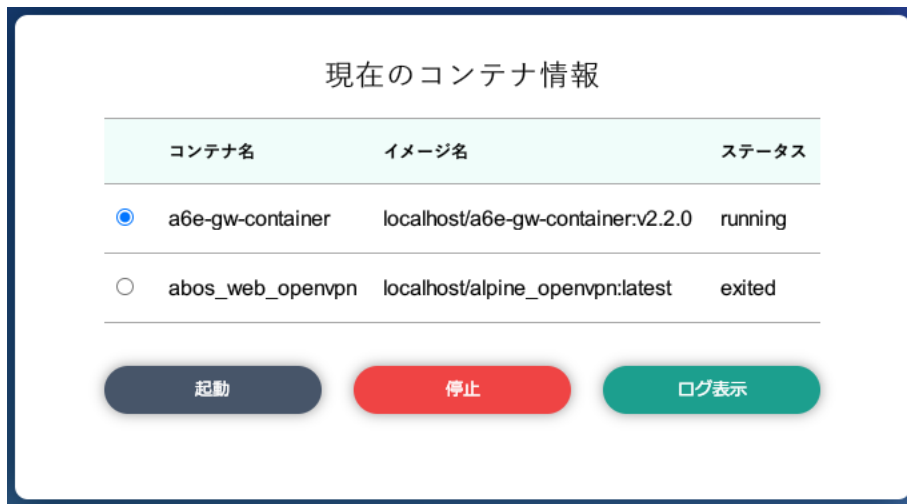 現在のコンテナ情報
コンテナ名 イメージ名 ステータス
a6e-gw-container localhost/a6e-gw-container:v2.2.0 running
abos_web_openvpn localhost/alpine_openvpn:latest exited
起動 停止 ログ表示